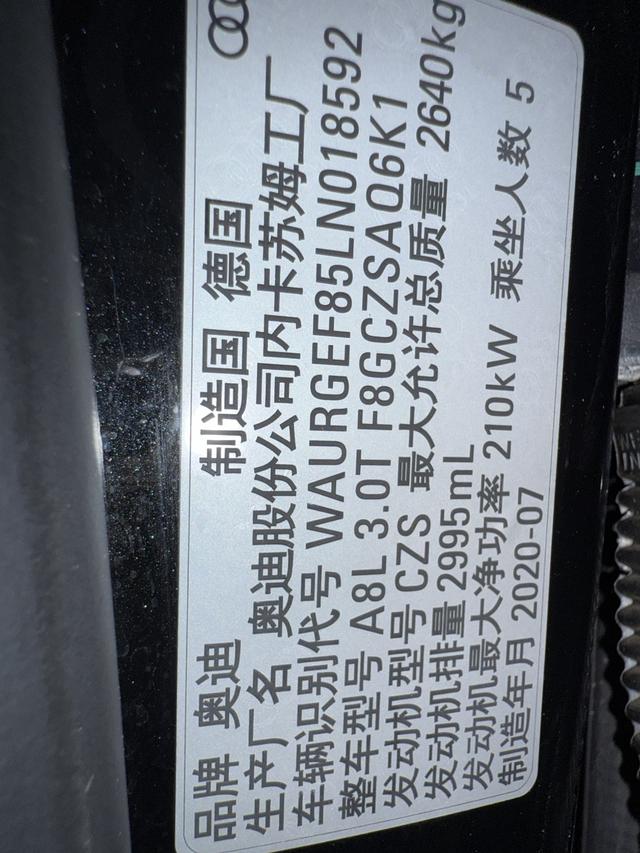 品牌 奥迪 制造国 德国
生产厂名 奥迪股份公司内卡苏姆工厂
车辆识别代号 WAURGEF85LN018592
整车型号 A8L 3.0T F8GCZSAQ6K1
发动机型号 CZS 最大允许总质量 2640kg
发动机排量 2995mL
发动机最大净功率 210kW 乘坐人数 5
制造年月 2020-07